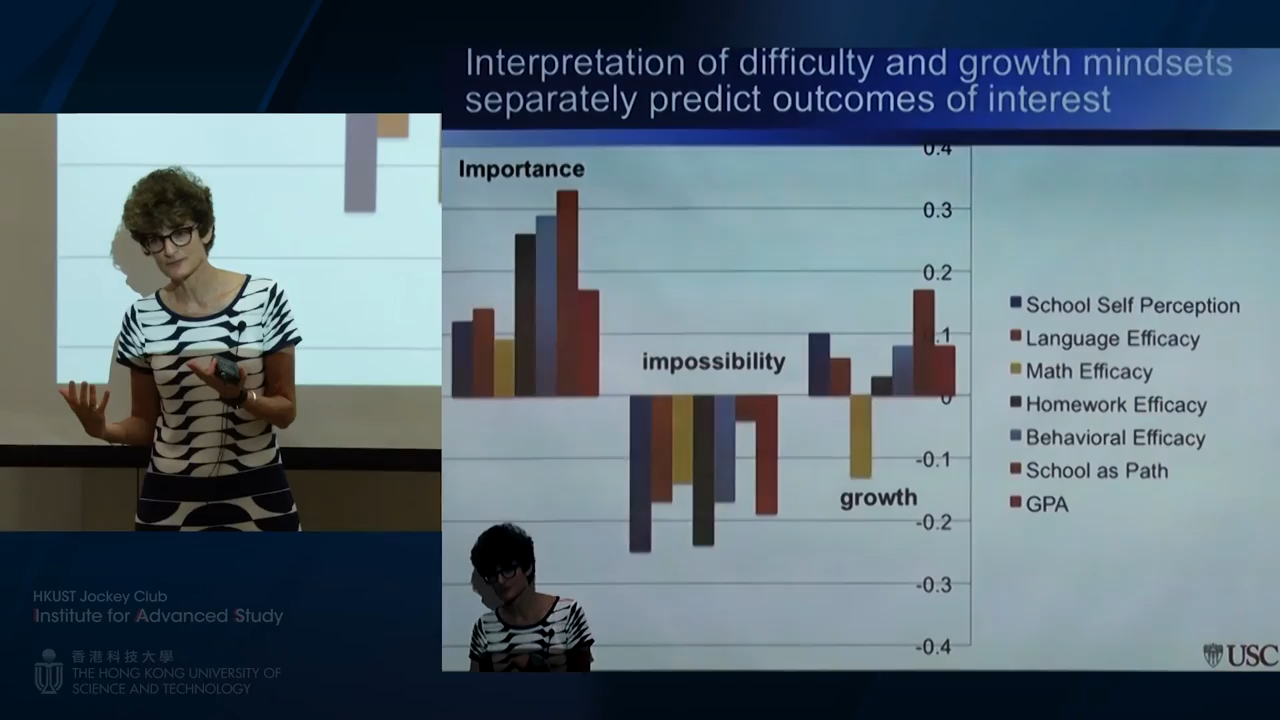 Interpretation of difficulty and growth mindsets
separately predict outcomes of interest
Importance
impossibility
growth
0.4
0.3
0.2
.1
0
-0.1
-0.2
-0.3
-0.4
School Self Perception
Language Efficacy
Math Efficacy
Homework Efficacy
Behavioral Efficacy
School as Path
GPA
USC
HKUST Jockey Club
Institute for Advanced Study
香港科技大學
THE HONG KONG UNIVERSITY OF
SCIENCE AND TECHNOLOGY